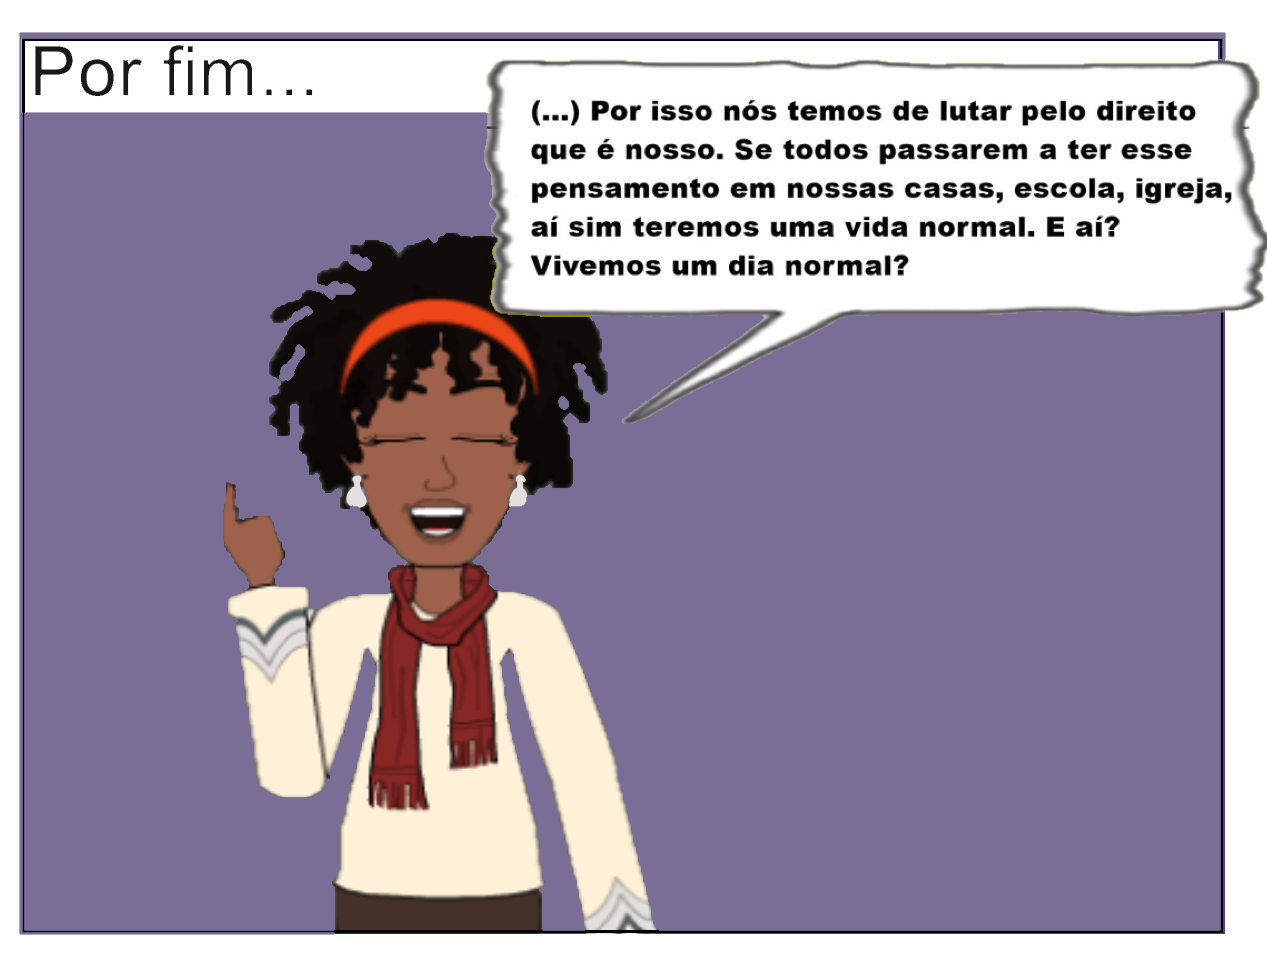 Por fim...
(...) Por isso nós temos de lutar pelo direito
que é nosso. Se todos passarem a ter esse
pensamento em nossas casas, escola, igreja,
aí sim teremos uma vida normal. E aí?
Vivemos um dia normal?